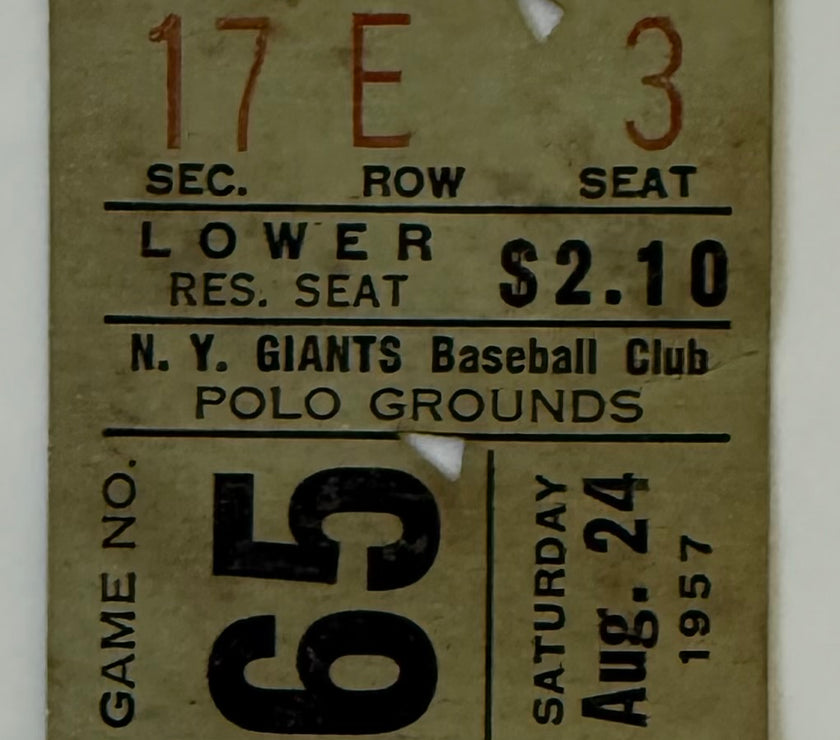 17 E 3
SEC. ROW SEAT
LOWER
RES. SEAT
$2.10
N. Y. GIANTS Baseball Club
POLO GROUNDS
GAME NO.
65
SATURDAY
Aug. 24
1957